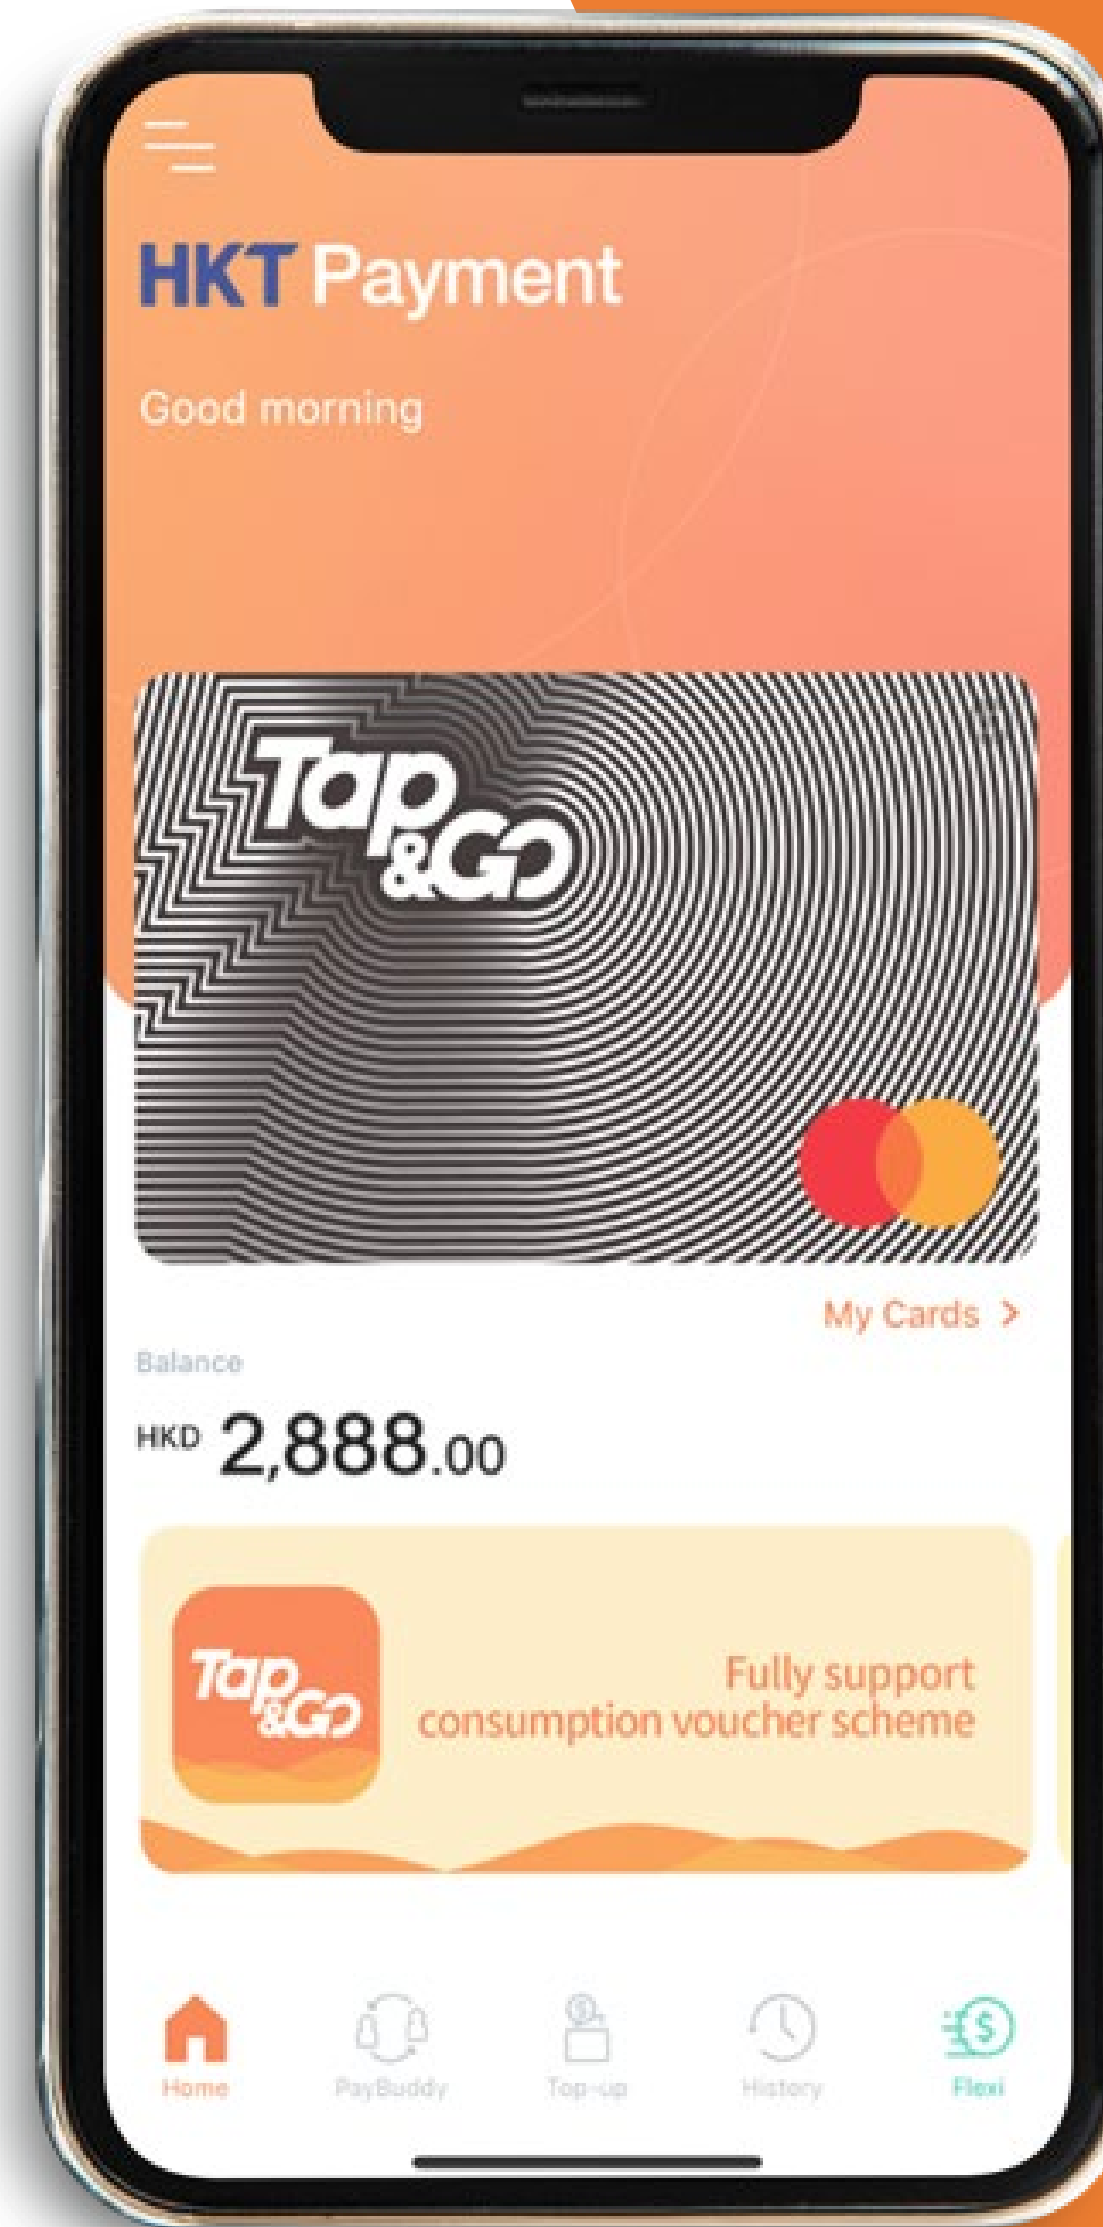 HKT Payment
Good morning
Tap
&GO
My Cards >
Balance
HKD 2,888.00
Tap
&GO
Fully support
consumption voucher scheme
Home
PayBuddy
Top-up
History
Flexi